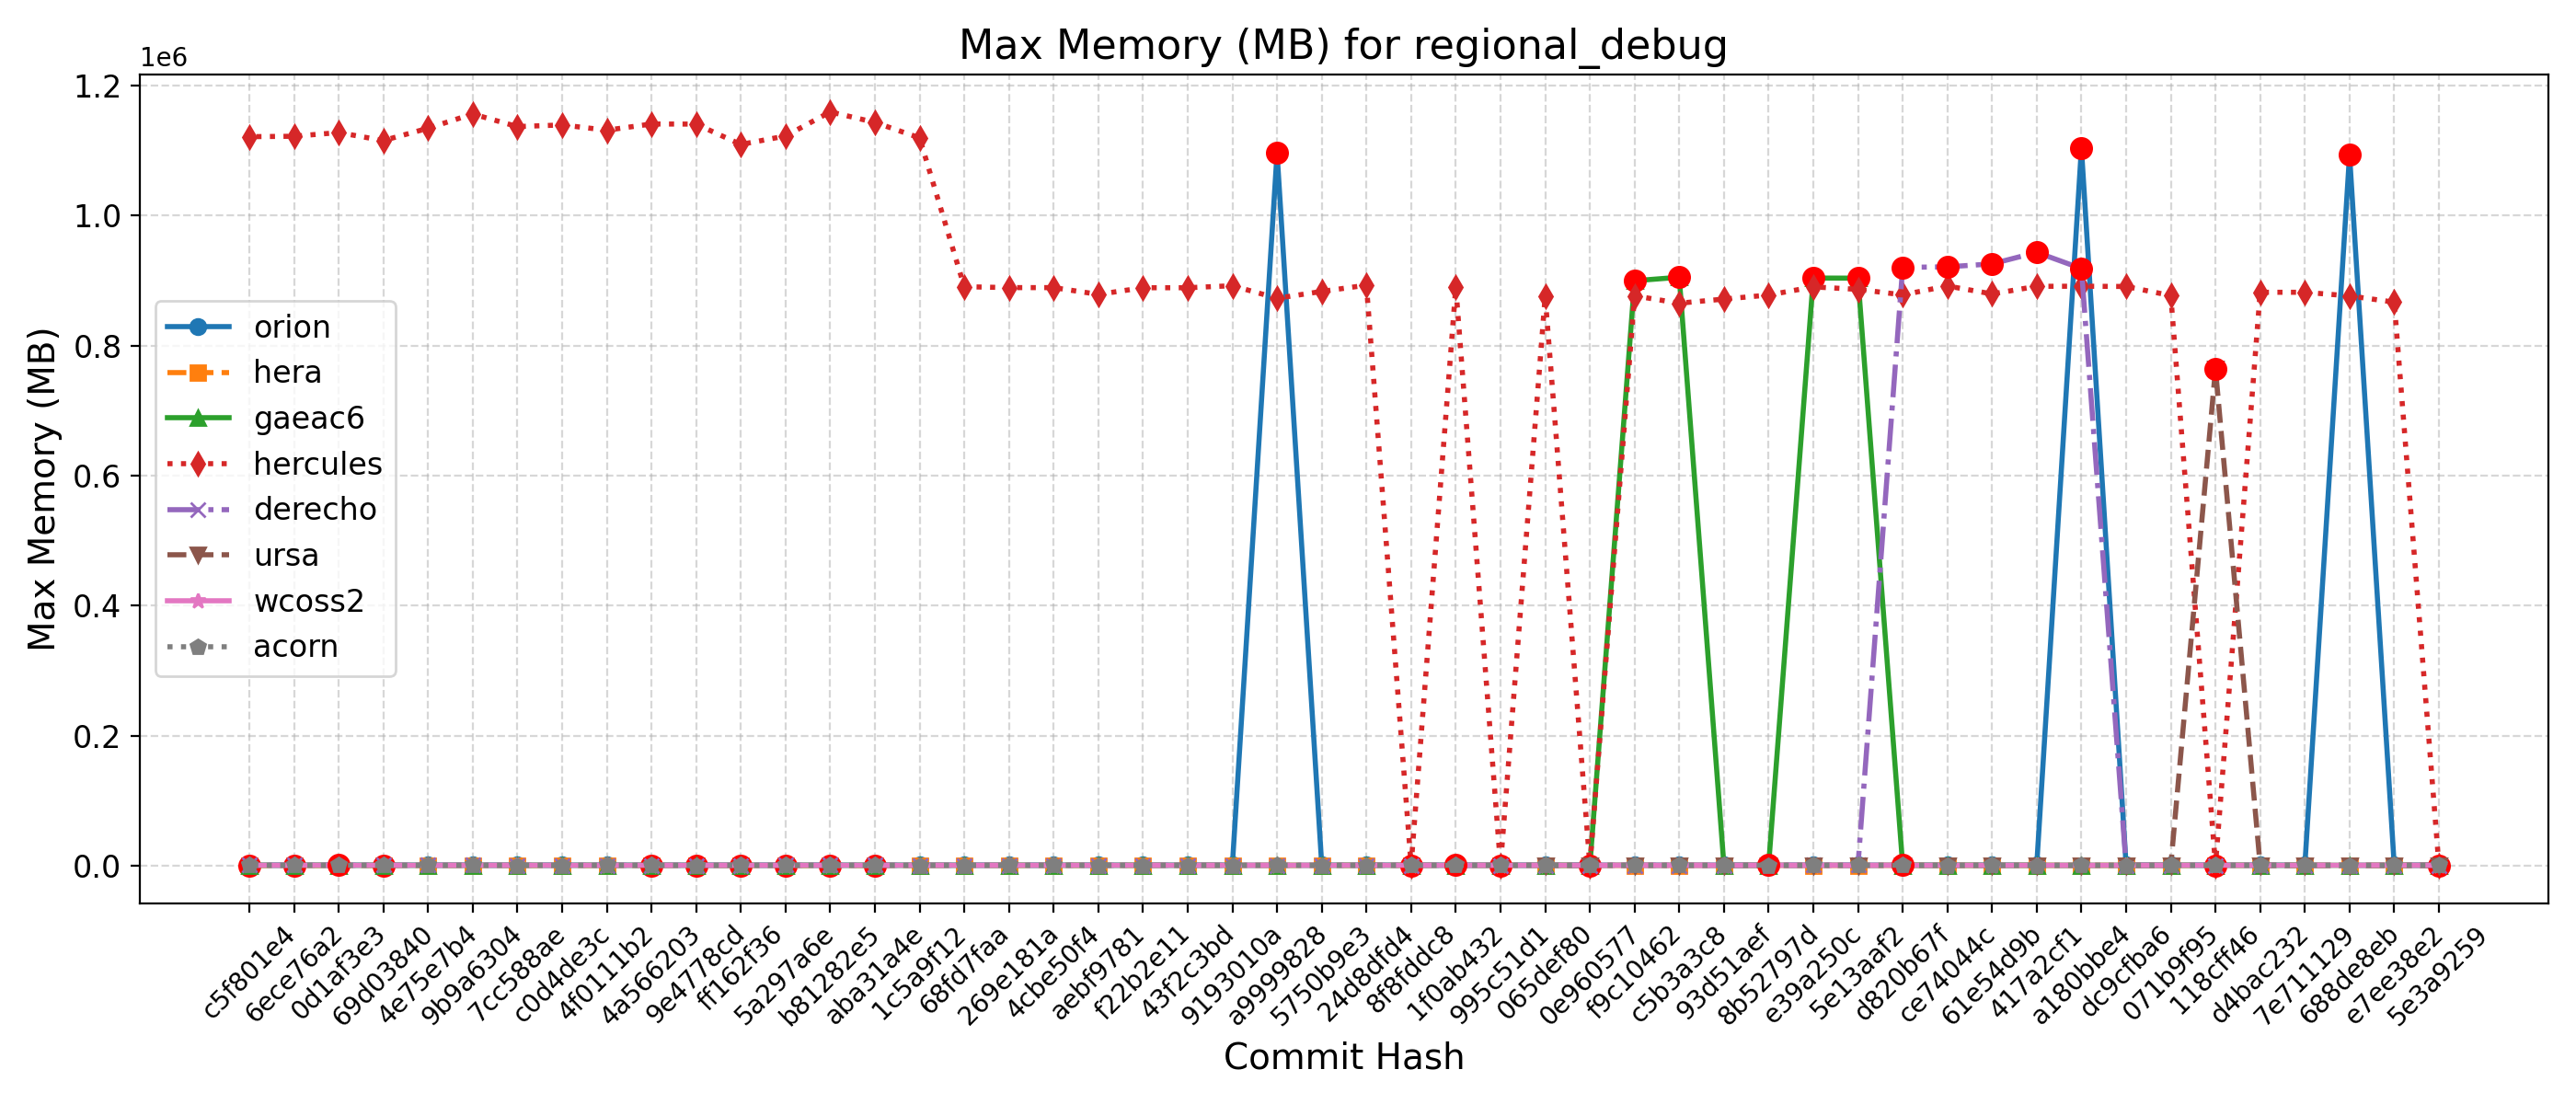 Max Memory (MB) for regional_debug
1e6
1.2
1.0
0.8
0.6
0.4
0.2
0.0
Max Memory (MB)
orion
hera
gaeac6
hercules
derecho
ursa
wcoss2
acorn
c5f801e4
6ece76a2
0d1af3e3
69d03840
4e75e7b4
9b9a6304
7cc588ae
c0d4de3c
4f0111b2
4a566203
9e4778cd
ff162f36
5a297a6e
b81282e5
aba31a4e
1c5a9f12
68fd7faa
269e181a
4cbe50f4
aebf9781
f22b2e11
43f2c3bd
9193010a
a9999828
5750b9e3
24d8dfd4
8f8fddc8
1f0ab432
995c51d1
065def80
0e960577
f9c10462
c5b3a3c8
93d51aef
8b52797d
e39a250c
5e13aaf2
d820b67f
ce74044c
61e54d9b
417a2cf1
a180bbe4
dc9cfba6
071b9f95
118cff46
d4bac232
7e711129
688de8eb
e7ee38e2
5e3a9259
Commit Hash